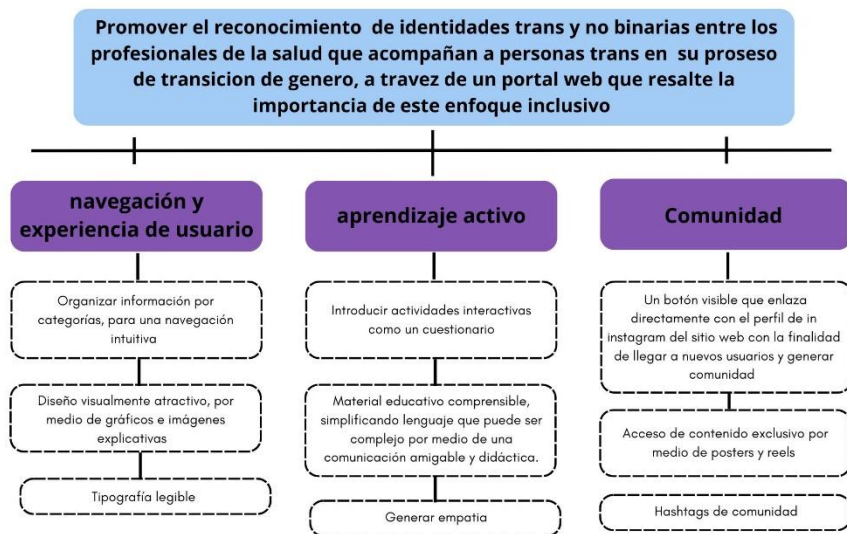 Promover el reconocimiento de identidades trans y no binarias entre los
profesionales de la salud que acompañan a personas trans en su proseso
de transicion de genero, a travez de un portal web que resalte la
importancia de este enfoque inclusivo
navegación y
experiencia de usuario
Organizar información por
categorías, para una navegación
intuitiva
Diseño visualmente atractivo, por
medio de gráficos e imágenes
explicativas
Tipografía legible
aprendizaje activo
Introducir actividades interactivas
como un cuestionario
Material educativo comprensible,
simplificando lenguaje que puede ser
complejo por medio de una
comunicación amigable y didáctica.
Generar empatia
Comunidad
Un botón visible que enlaza
directamente con el perfil de in
instagram del sitio web con la finalidad
de llegar a nuevos usuarios y generar
comunidad
Acceso de contenido exclusivo por
medio de posters y reels
Hashtags de comunidad